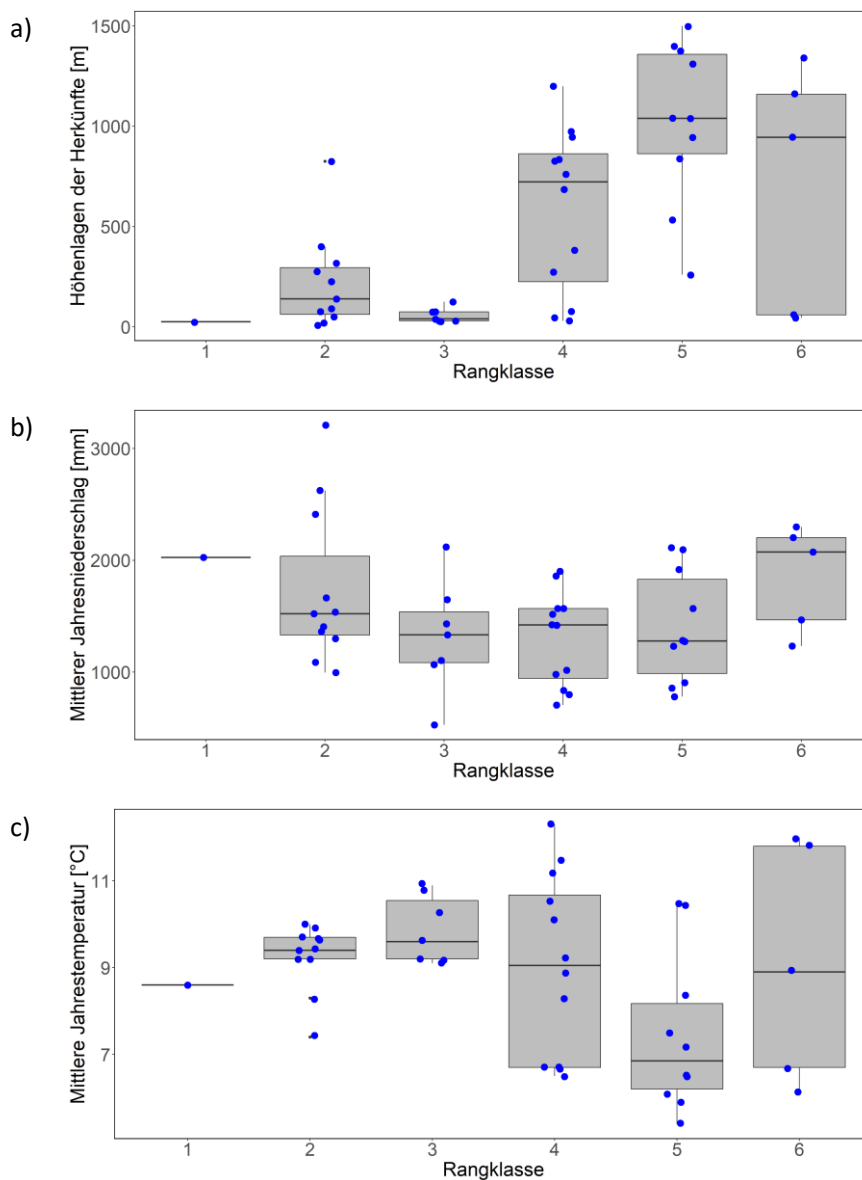 a)
Höhenlagen der Herkünfte [m]
1500
1000
500
0
1 2 3 4 5 6
Rangklasse
b)
Mittlerer Jahresniederschlag [mm]
3000
2000
1000
1 2 3 4 5 6
Rangklasse
c)
Mittlere Jahrestemperatur [°C]
11
9
7
1 2 3 4 5 6
Rangklasse